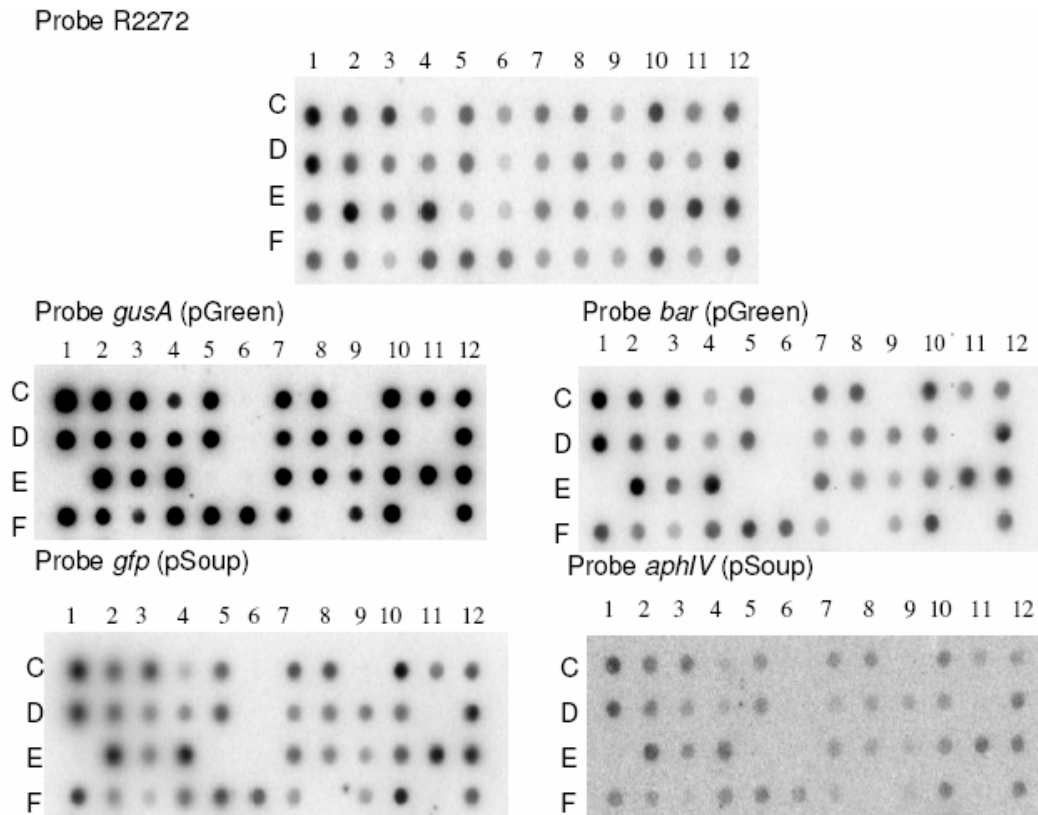 Probe R2272
1 2 3 4 5 6 7 8 9 10 11 12
C
D
E
F
Probe gusA (pGreen)
1 2 3 4 5 6 7 8 9 10 11 12
C
D
E
F
Probe bar (pGreen)
1 2 3 4 5 6 7 8 9 10 11 12
C
D
E
F
Probe gfp (pSoup)
1 2 3 4 5 6 7 8 9 10 11 12
C
D
E
F
Probe aphIV (pSoup)
1 2 3 4 5 6 7 8 9 10 11 12
C
D
E
F